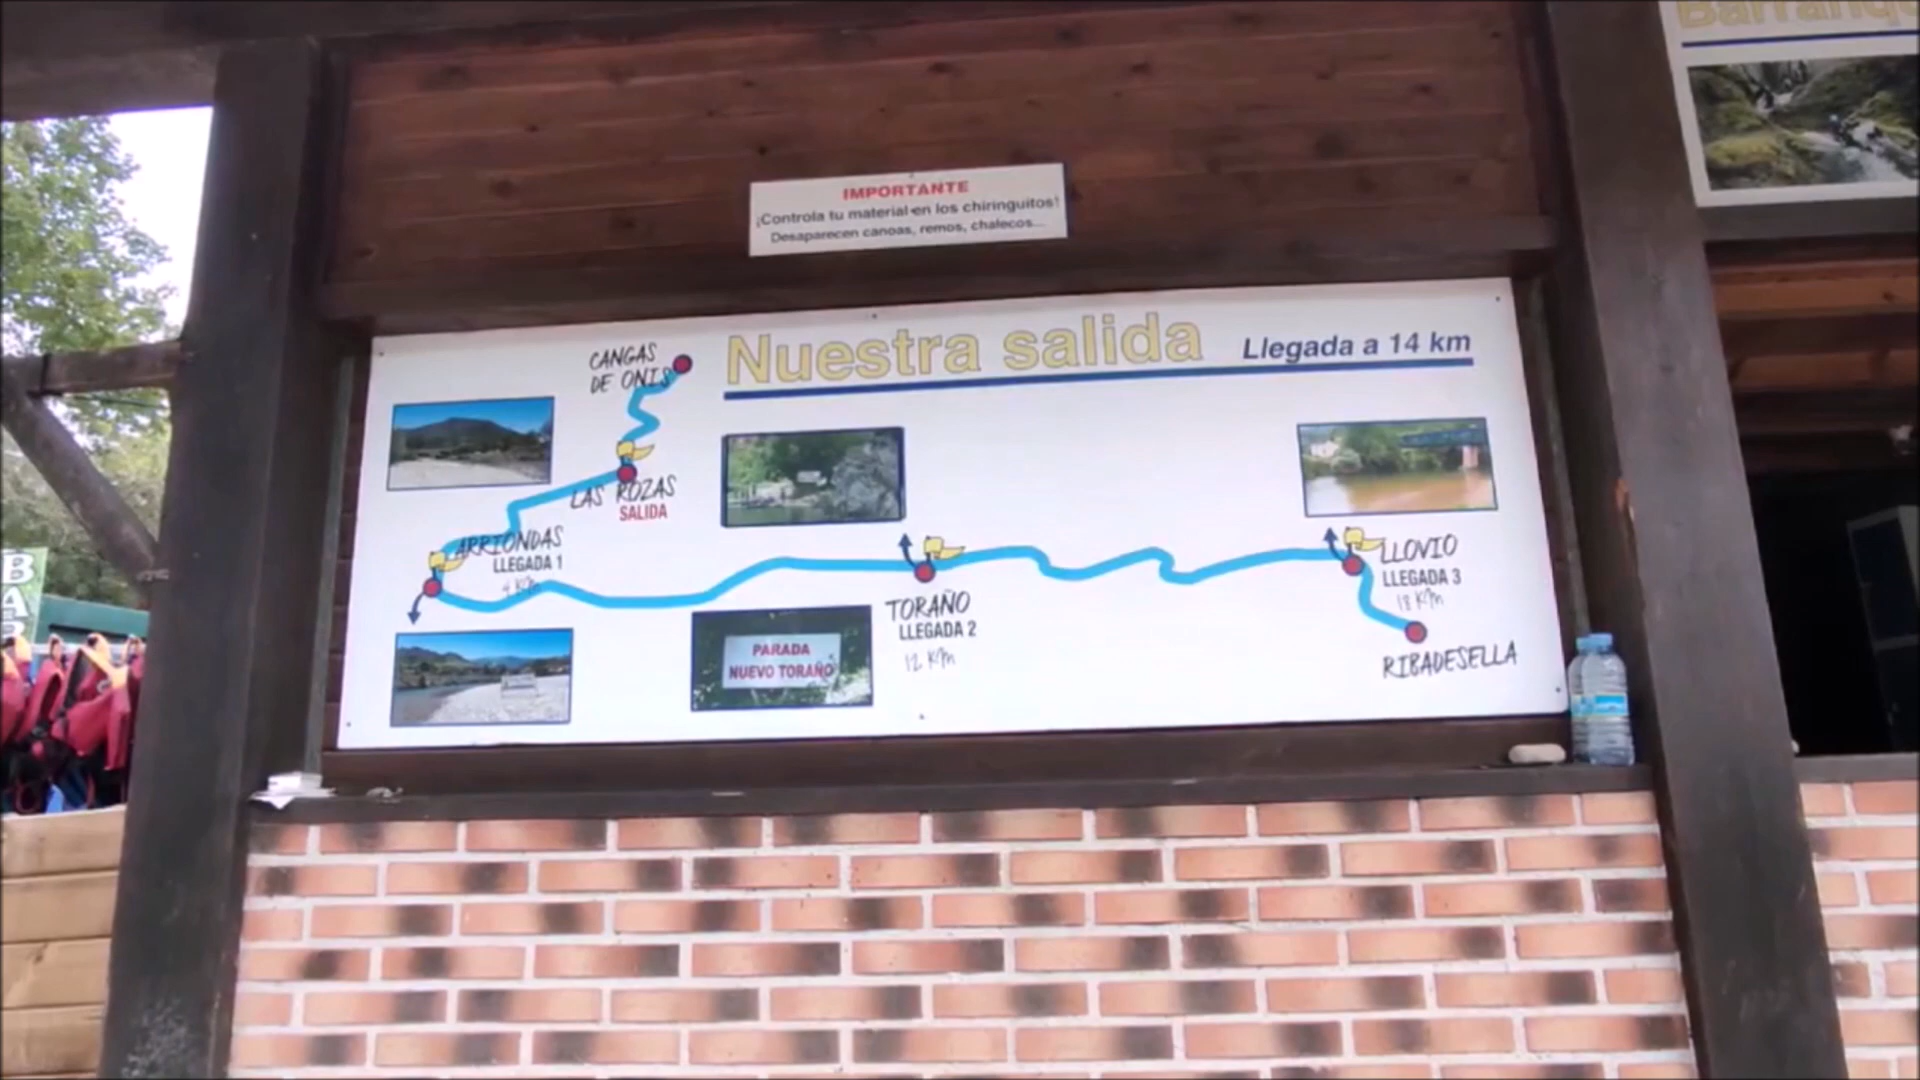 Barranqu
IMPORTANTE
¡Controla tu material en los chiringuitos!
Desaparecen canoas, remos, chalecos...
Nuestra salida
Llegada a 14 km
CANGAS
DE ONIS
LAS ROZAS
SALIDA
ARRIONDAS
LLEGADA 1
4 Km
TORAÑO
LLEGADA 2
12 Km
PARADA
NUEVO TORAÑO
LLOVIO
LLEGADA 3
18 Km
RIBADESELLA
B
A